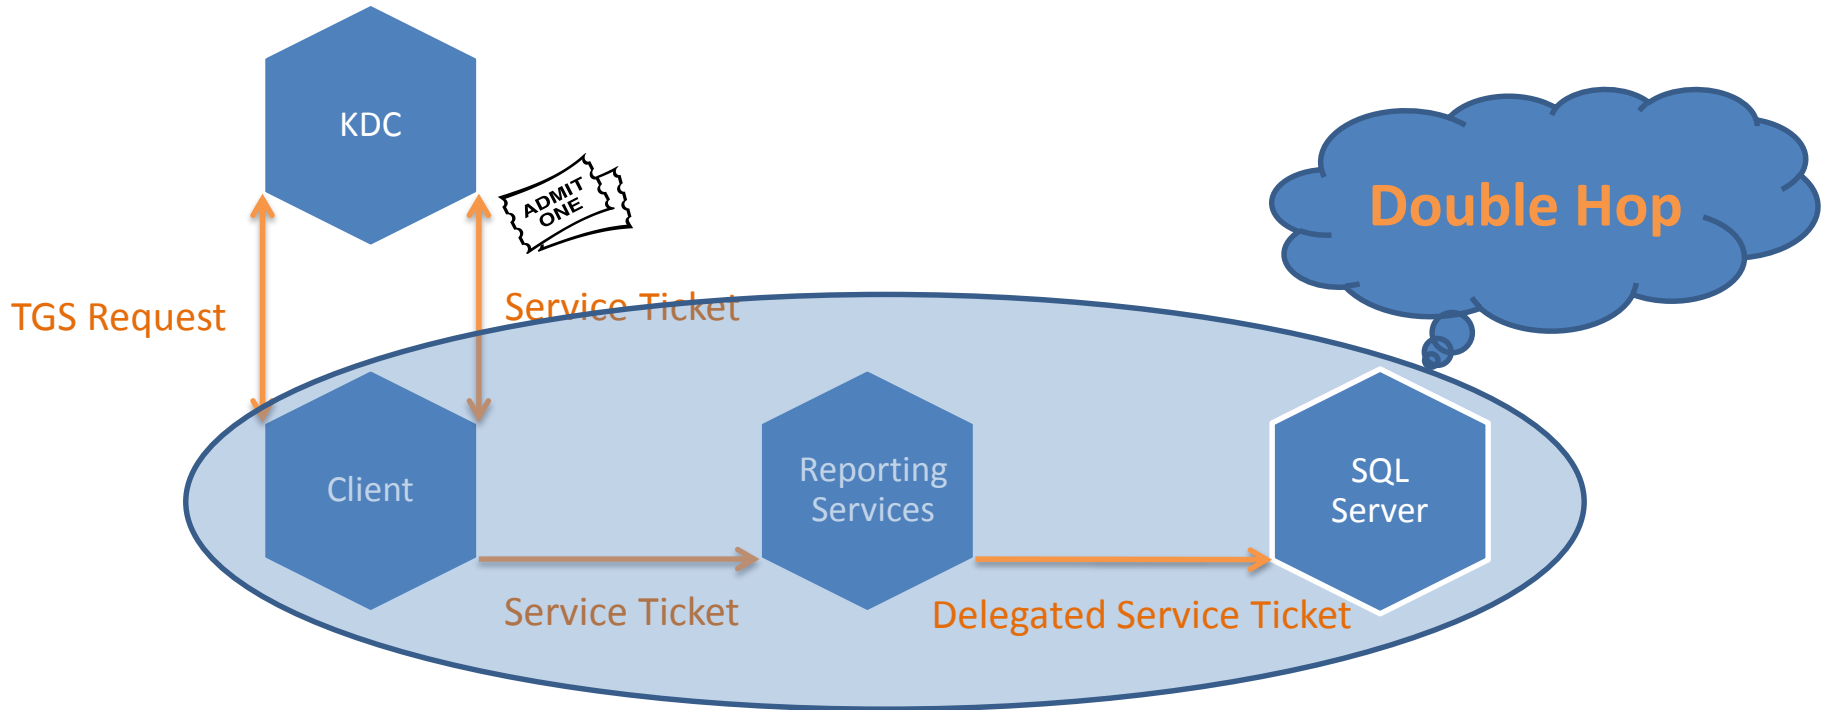 KDC
ADMIT
ONE
Double Hop
TGS Request
Service Ticket
Client
Reporting
Services
SQL
Server
Service Ticket
Delegated Service Ticket